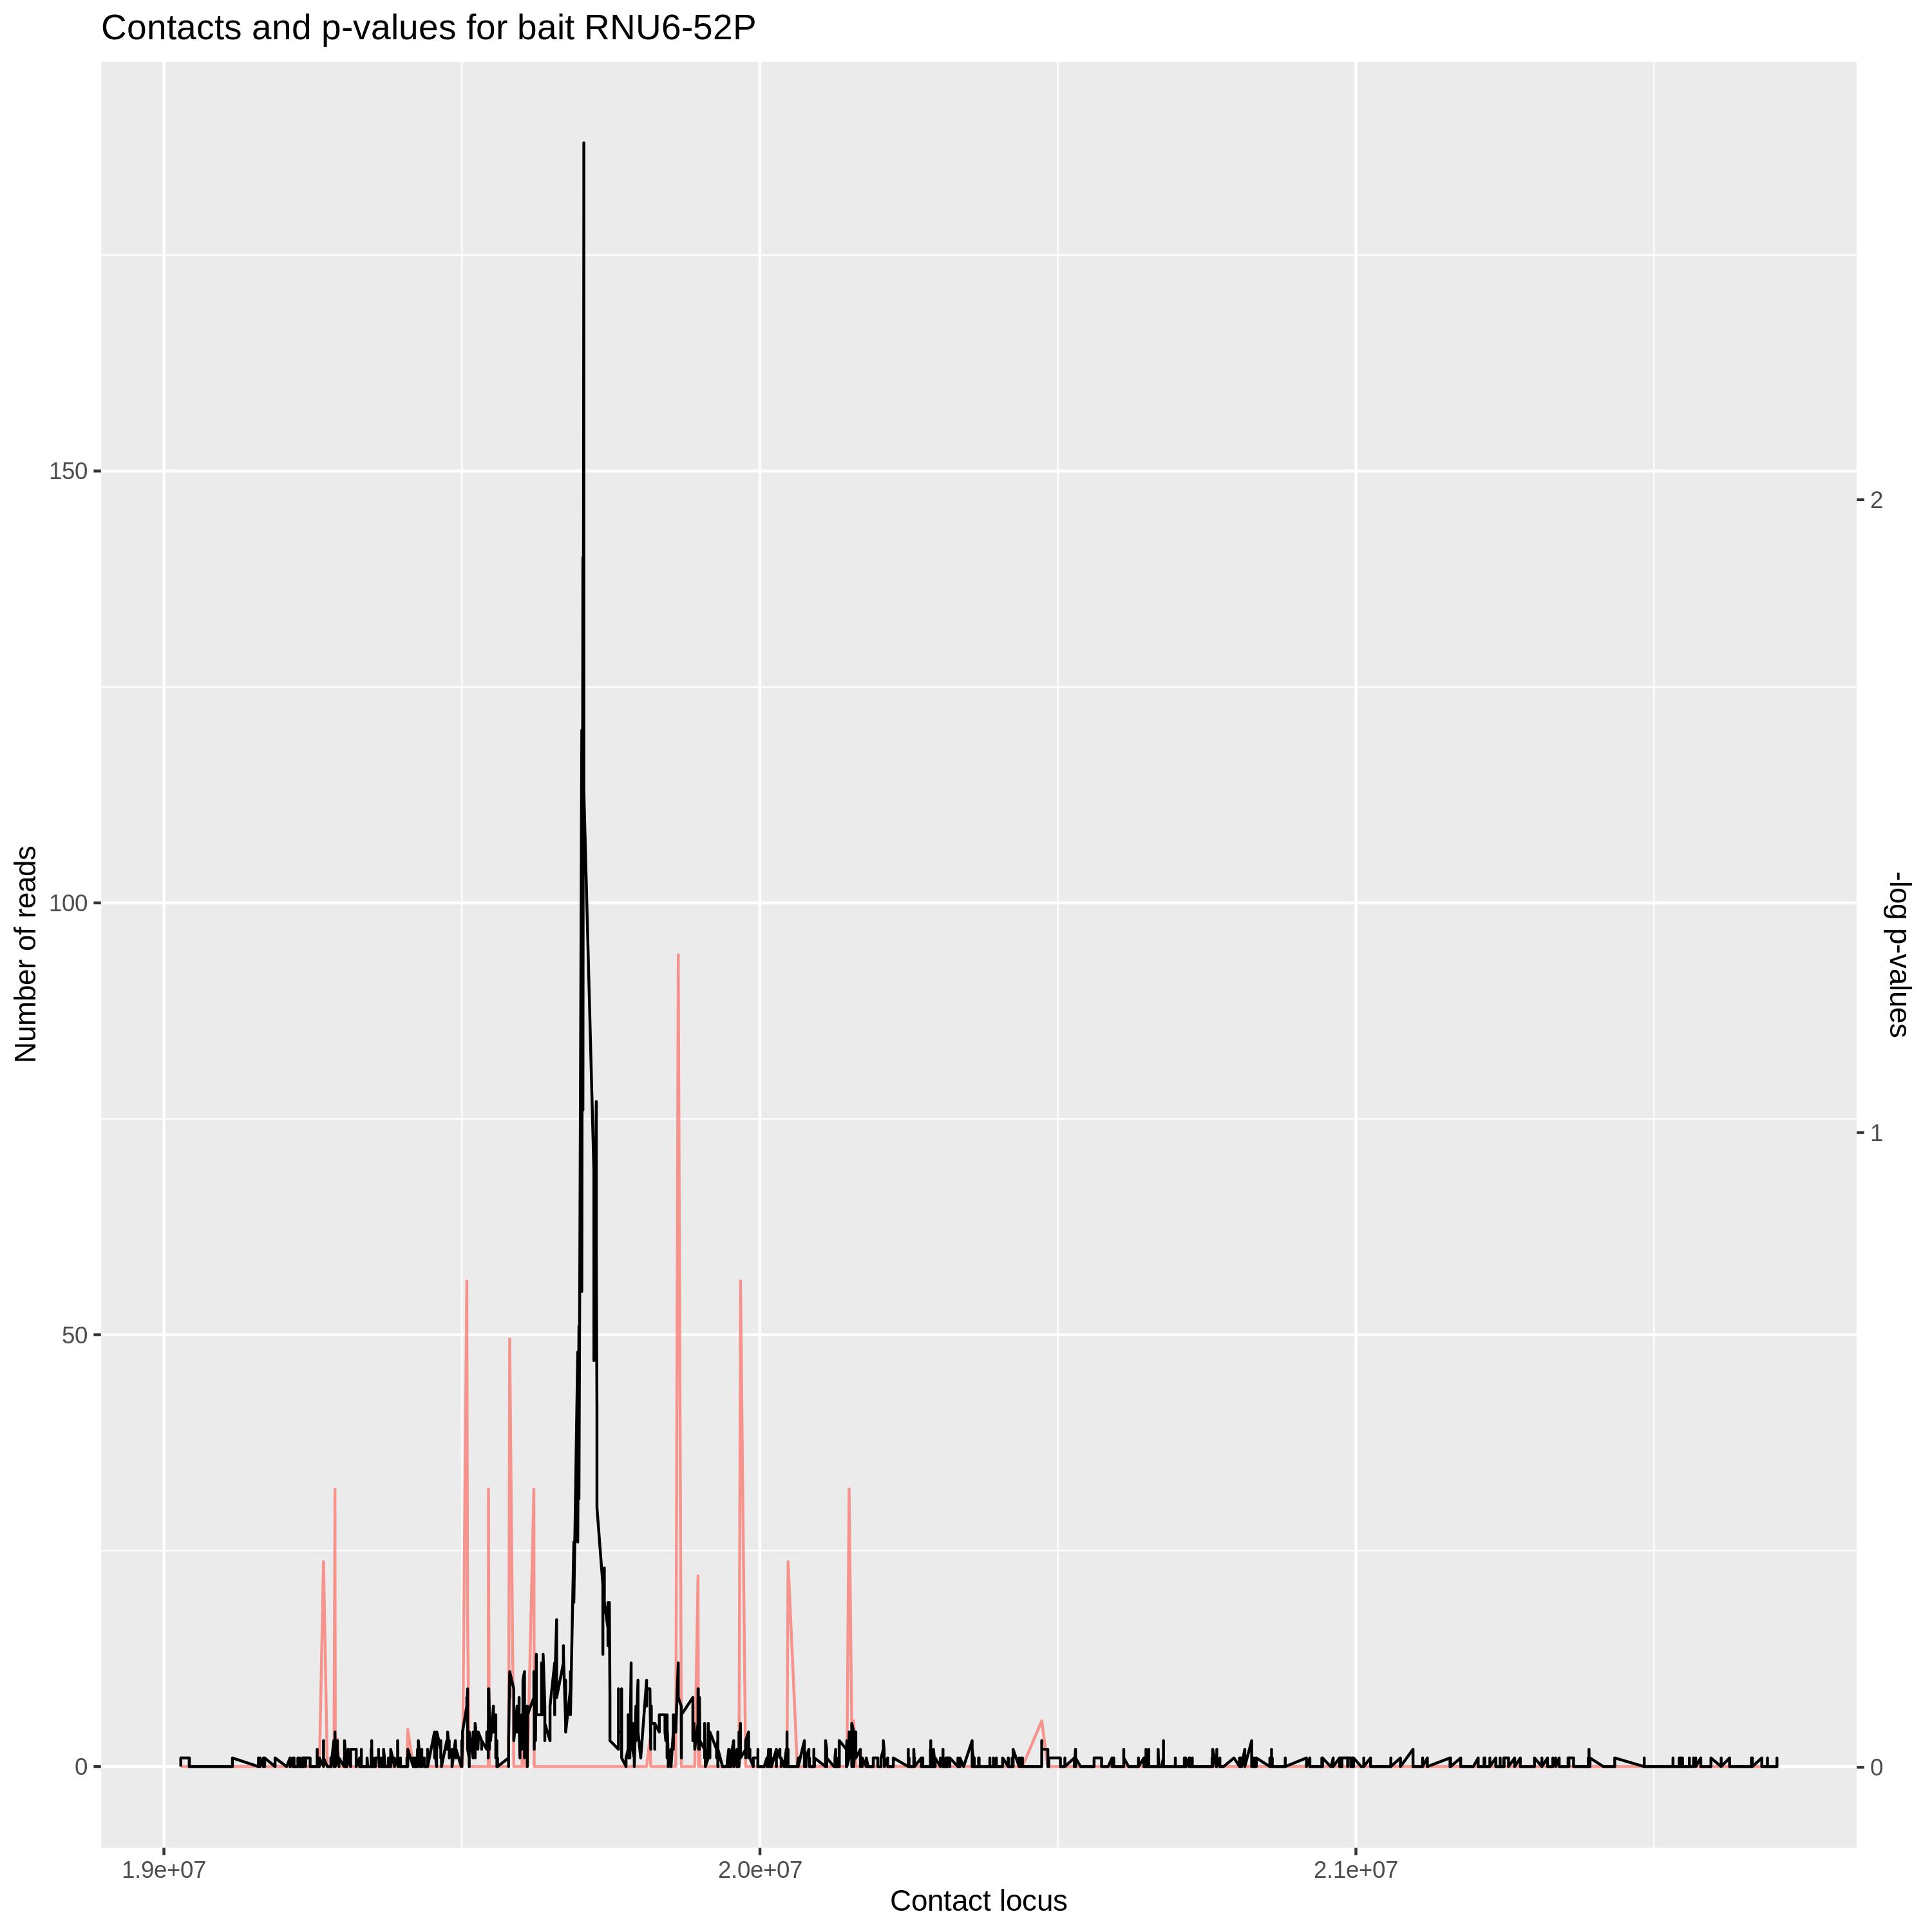 Contacts and p-values for bait RNU6-52P
150
100
50
0
Number of reads
2
1
0
-log p-values
1.9e+07
2.0e+07
2.1e+07
Contact locus